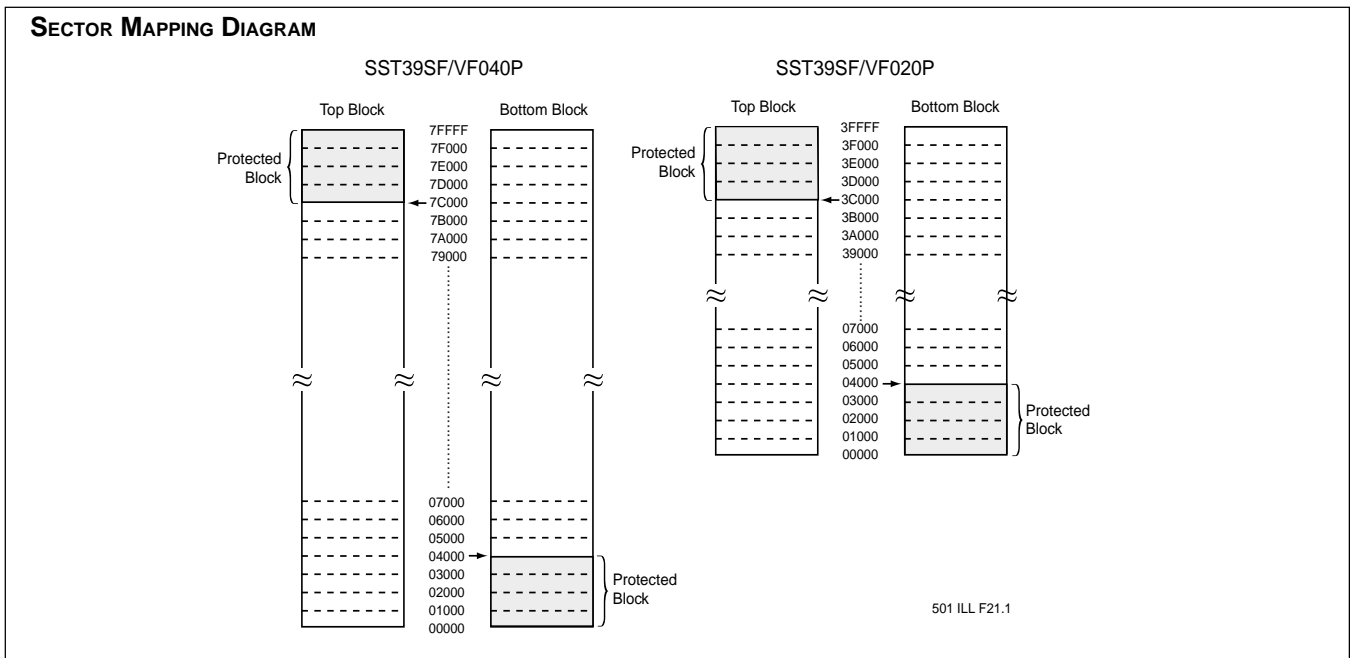 SECTOR MAPPING DIAGRAM
SST39SF/VF040P
Top Block
Bottom Block
Protected
Block
7FFFF
7F000
7E000
7D000
7C000
7B000
7A000
79000
07000
06000
05000
04000
03000
02000
01000
00000
Protected
Block
SST39SF/VF020P
Top Block
Bottom Block
Protected
Block
3FFFF
3F000
3E000
3D000
3C000
3B000
3A000
39000
07000
06000
05000
04000
03000
02000
01000
00000
Protected
Block
501 ILL F21.1